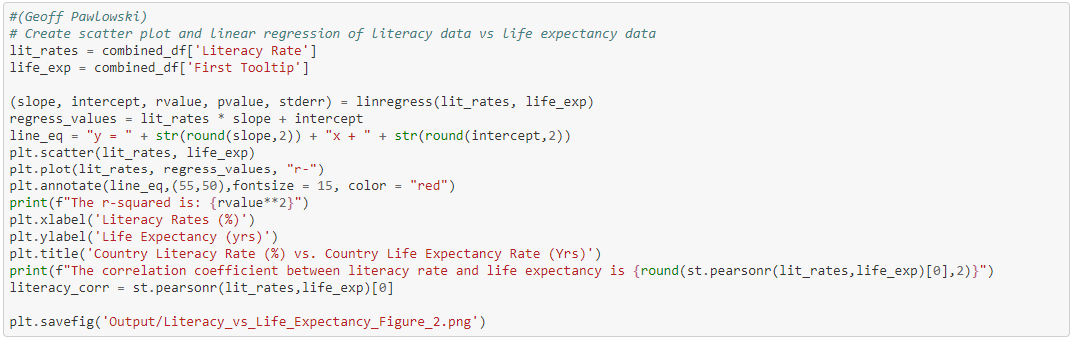 #(Geoff Pawlowski)
# Create scatter plot and linear regression of literacy data vs life expectancy data
lit_rates = combined_df['Literacy Rate']
life_exp = combined_df['First Tooltip']

(slope, intercept, rvalue, pvalue, stderr) = linregress(lit_rates, life_exp)
regress_values = lit_rates * slope + intercept
line_eq = "y = " + str(round(slope,2)) + "x + " + str(round(intercept,2))
plt.scatter(lit_rates, life_exp)
plt.plot(lit_rates, regress_values, "r-")
plt.annotate(line_eq,(55,50),fontsize = 15, color = "red")
print(f"The r-squared is: {rvalue**2}")
plt.xlabel('Literacy Rates (%)')
plt.ylabel('Life Expectancy (yrs)')
plt.title('Country Literacy Rate (%) vs. Country Life Expectancy Rate (Yrs)')
print(f"The correlation coefficient between literacy rate and life expectancy is {round(st.pearsonr(lit_rates,life_exp)[0],2)}")
literacy_corr = st.pearsonr(lit_rates,life_exp)[0]

plt.savefig('Output/Literacy_vs_Life_Expectancy_Figure_2.png')